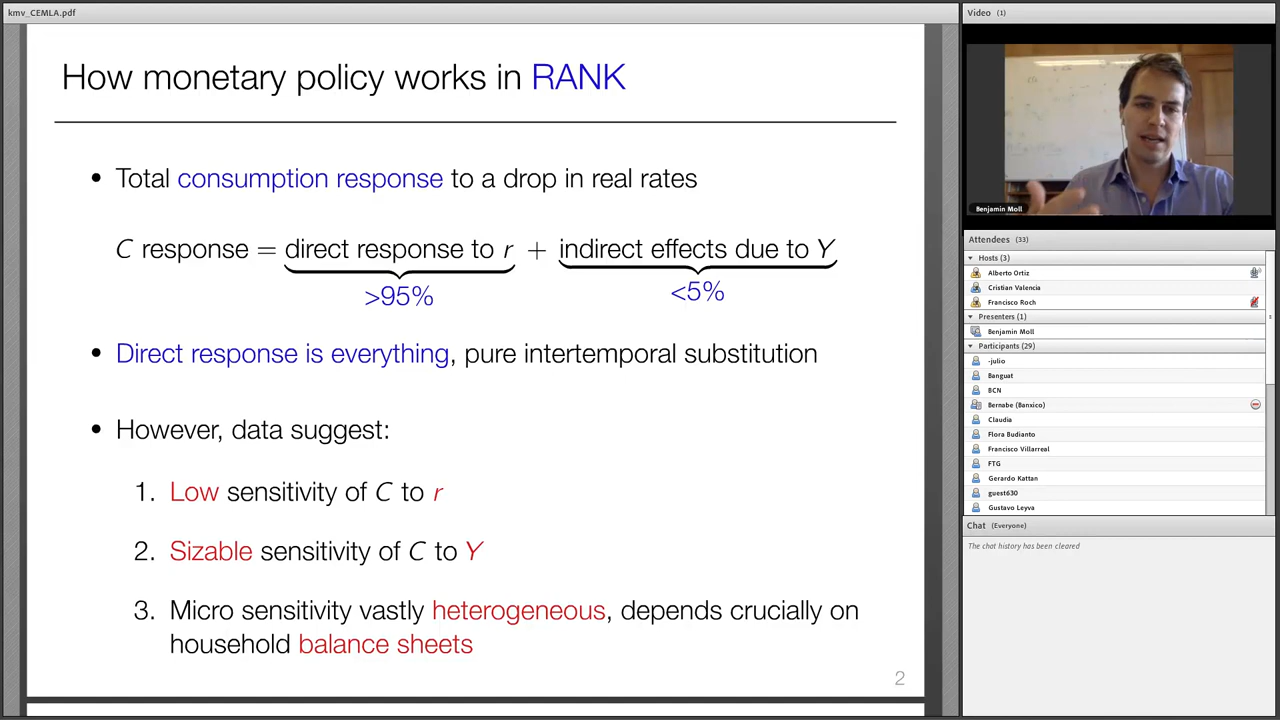 kmv_CEMLA.pdf
How monetary policy works in RANK
• Total consumption response to a drop in real rates
C response = direct response to r + indirect effects due to Y
>95% <5%
• Direct response is everything, pure intertemporal substitution
• However, data suggest:
1. Low sensitivity of C to r
2. Sizable sensitivity of C to Y
3. Micro sensitivity vastly heterogeneous, depends crucially on
household balance sheets
2
Video (1)
Benjamin Moll
Attendees (33)
Hosts (3)
Alberto Ortiz
Cristian Valencia
Francisco Roch
Presenters (1)
Benjamin Moll
Participants (29)
-julio
Banguat
BCN
Bernabe (Banxico)
Claudia
Flora Budianto
Francisco Villarreal
FTG
Gerardo Kattan
guest630
Gustavo Leyva
Chat (Everyone)
The chat history has been cleared